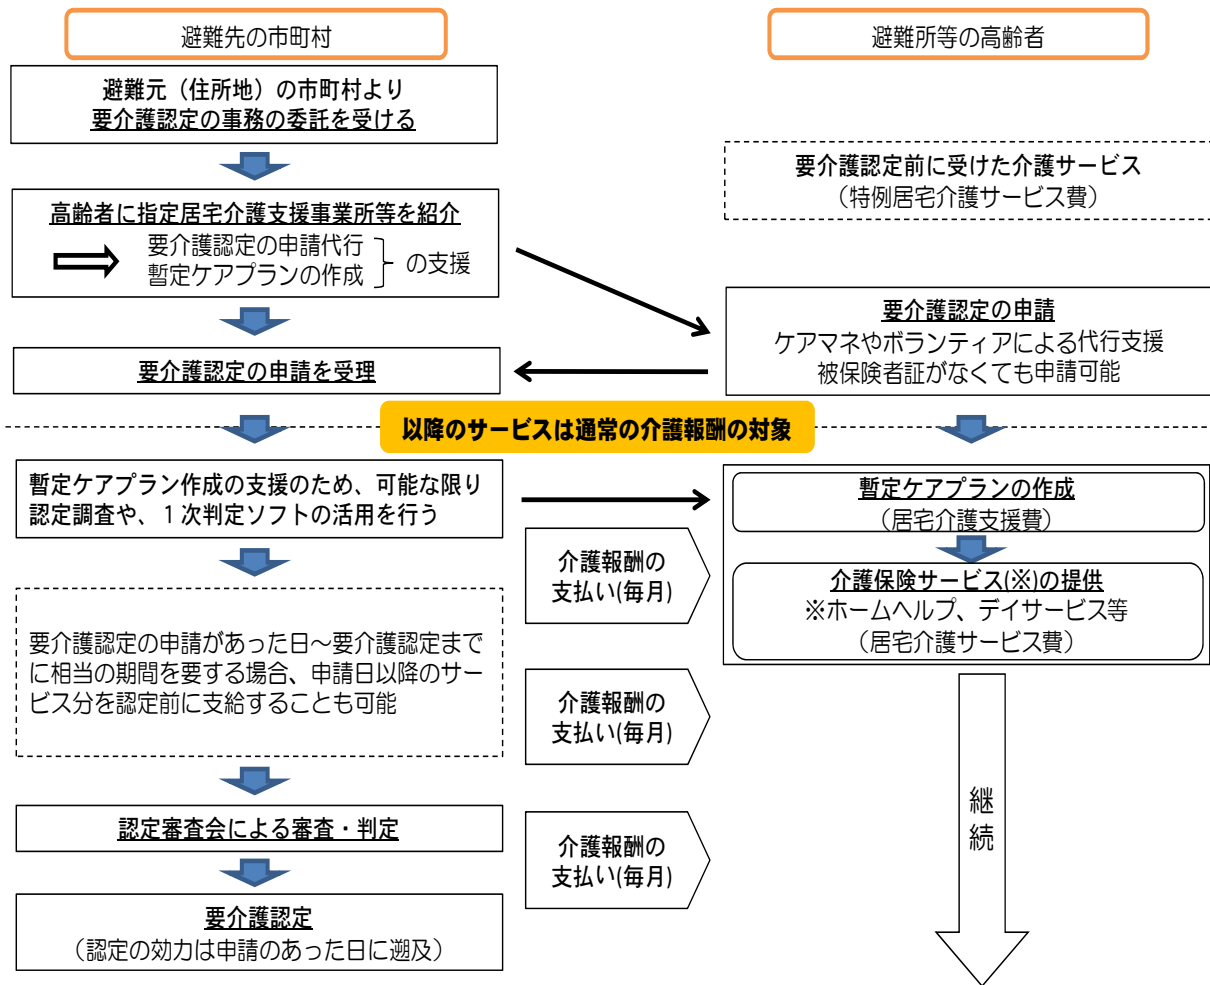 避難先の市町村
避難所等の高齢者
避難元（住所地）の市町村より
要介護認定の事務の委託を受ける
要介護認定前に受けた介護サービス
（特例居宅介護サービス費）
高齢者に指定居宅介護支援事業所等を紹介
要介護認定の申請代行
暫定ケアプランの作成
の支援
要介護認定の申請
ケアマネやボランティアによる代行支援
被保険者証がなくても申請可能
要介護認定の申請を受理
以降のサービスは通常の介護報酬の対象
暫定ケアプラン作成の支援のため、可能な限り
認定調査や、１次判定ソフトの活用を行う
暫定ケアプランの作成
（居宅介護支援費）
介護報酬の
支払い(毎月)
介護保険サービス(※)の提供
※ホームヘルプ、デイサービス等
（居宅介護サービス費）
要介護認定の申請があった日～要介護認定まで
に相当の期間を要する場合、申請日以降のサー
ビス分を認定前に支給することも可能
介護報酬の
支払い(毎月)
認定審査会による審査・判定
介護報酬の
支払い(毎月)
継続
要介護認定
（認定の効力は申請のあった日に遡及）